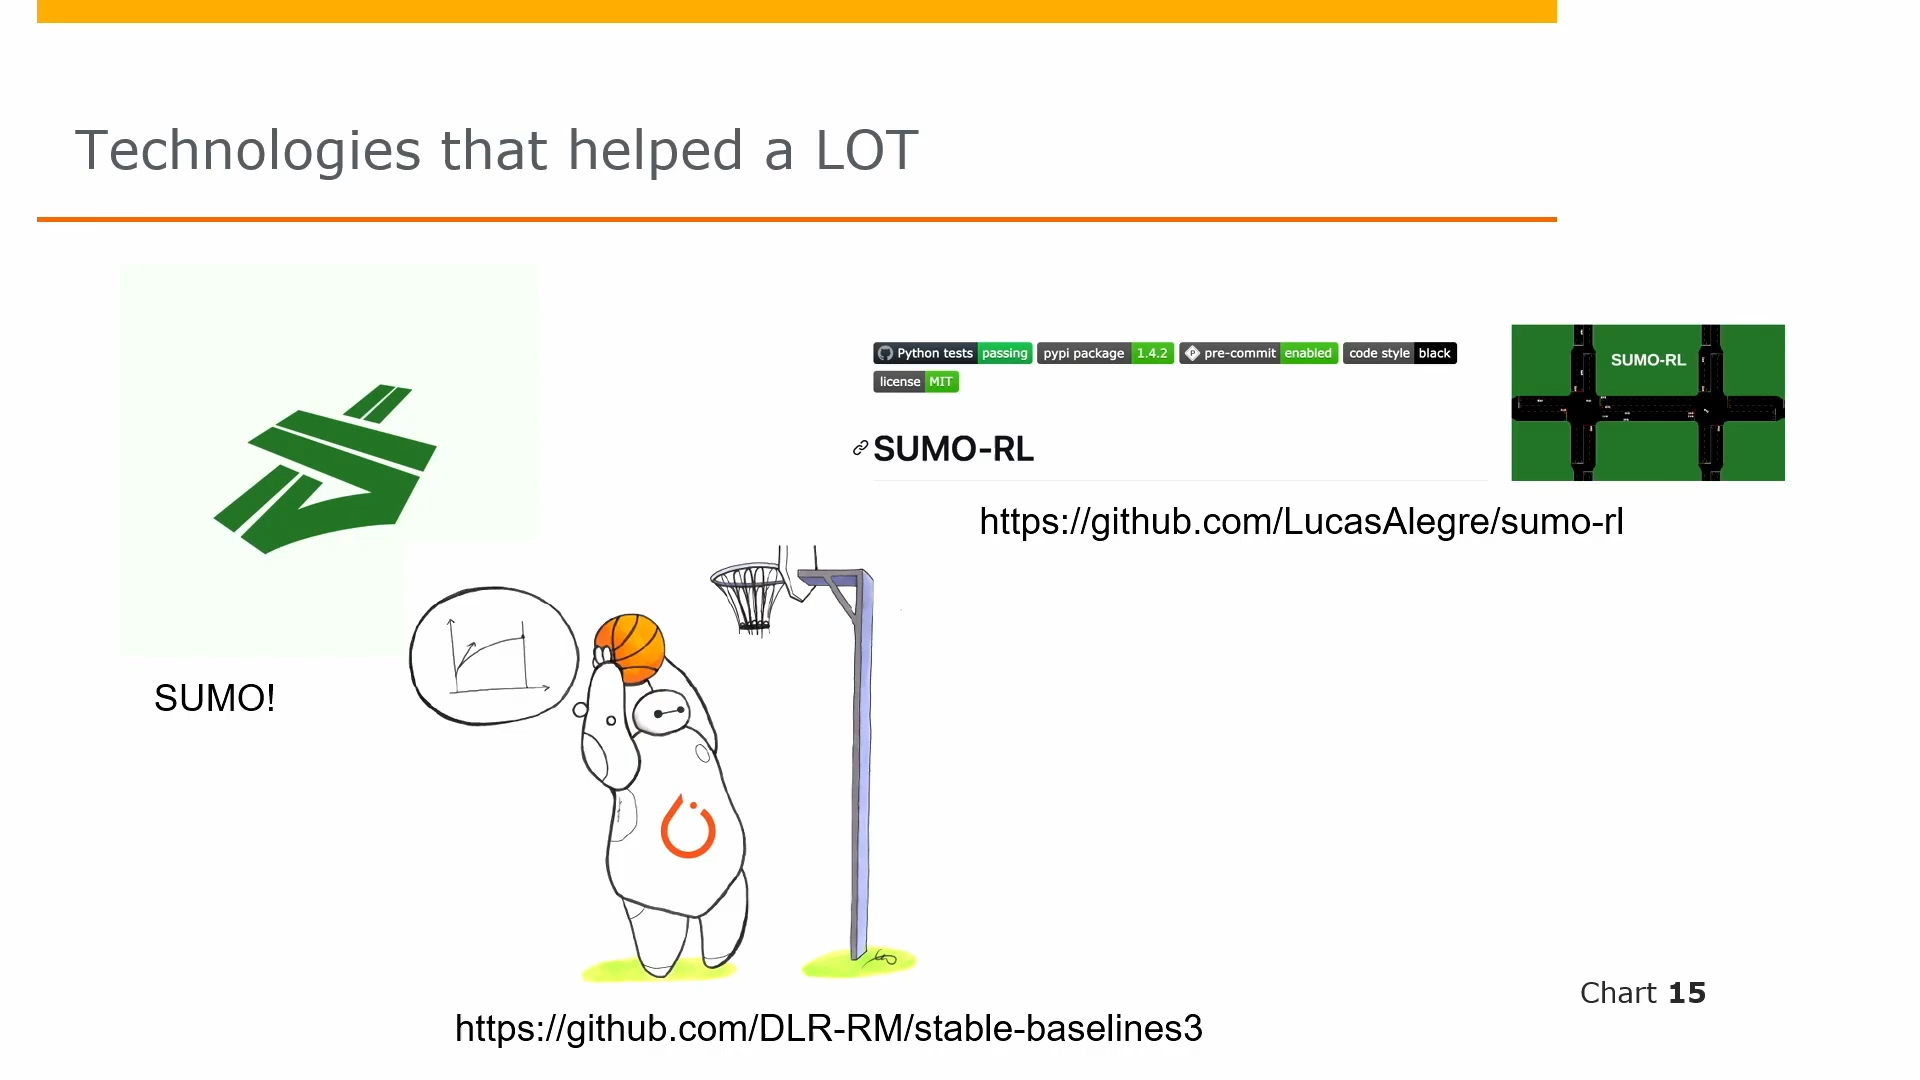 Technologies that helped a LOT
Python tests passing pypi package 1.4.2 pre-commit enabled code style black
license MIT
SUMO-RL
SUMO-RL
https://github.com/LucasAlegre/sumo-rl
SUMO!
https://github.com/DLR-RM/stable-baselines3
Chart 15